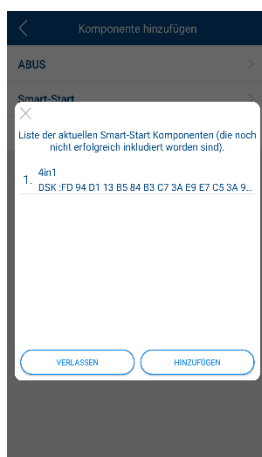 Komponente hinzufügen
ABUS
Smart-Start
Liste der aktuellen Smart-Start Komponenten (die noch
nicht erfolgreich inkludiert worden sind).
1. 4in1
DSK :FD 94 D1 13 B5 84 B3 C7 3A E9 E7 C5 3A 9...
VERLASSEN
HINZUFÜGEN